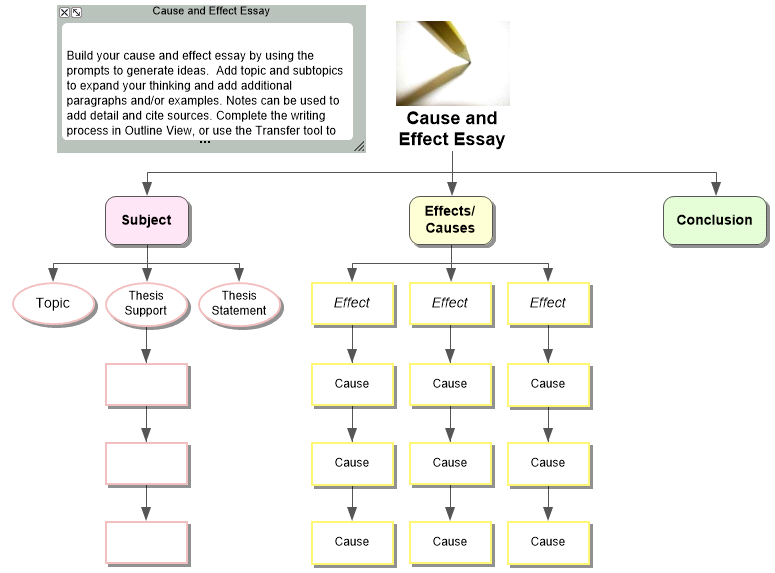 Cause and Effect Essay
Build your cause and effect essay by using the
prompts to generate ideas.  Add topic and subtopics
to expand your thinking and add additional
paragraphs and/or examples. Notes can be used to
add detail and cite sources. Complete the writing
process in Outline View, or use the Transfer tool to
...
Cause and
Effect Essay
Subject
Effects/
Causes
Conclusion
Topic
Thesis
Support
Thesis
Statement
Effect
Effect
Effect
Cause
Cause
Cause
Cause
Cause
Cause
Cause
Cause
Cause